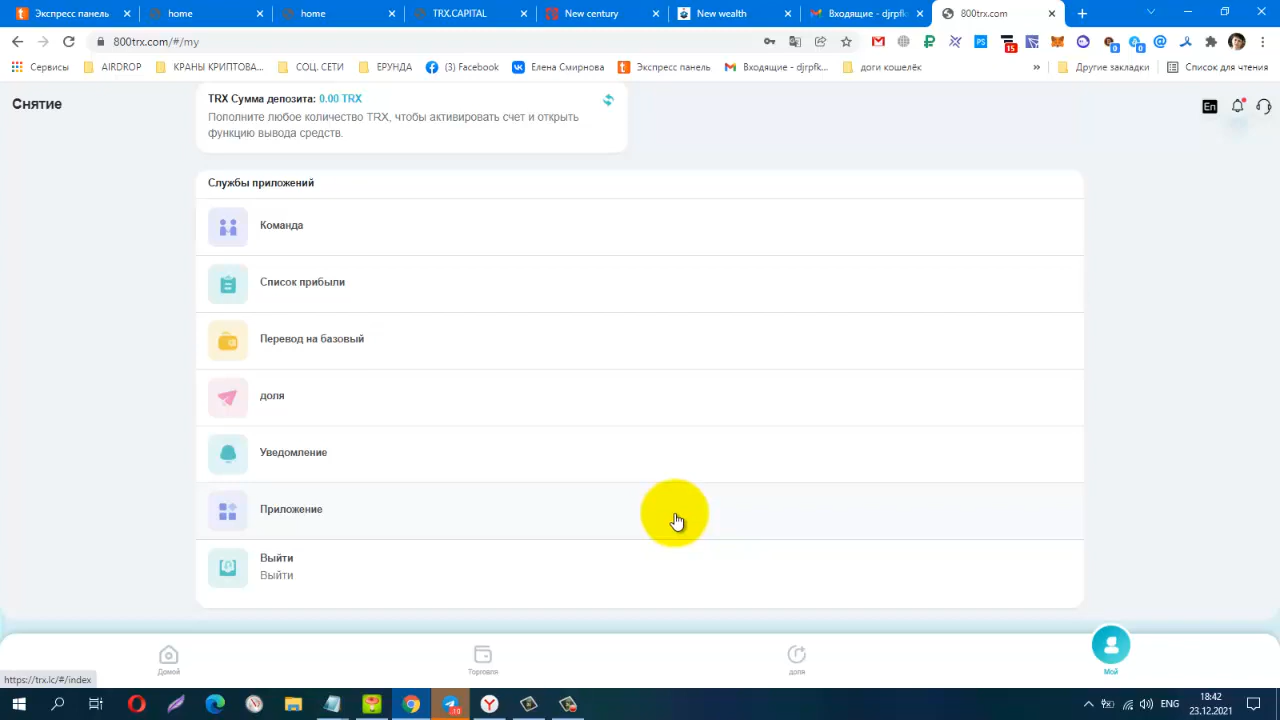 Экспресс панель
home
home
TRX.CAPITAL
New century
New wealth
Входящие - djrpfk
800trx.com
800trx.com/#/my
Сервисы
AIRDROP
КРАНЫ КРИПТОВА...
СОЦ. СЕТИ
ЕРУНДА
(3) Facebook
Елена Смирнова
Экспресс панель
Входящие - djrpfk...
доги кошелёк
»
Другие закладки
Список для чтения
Снятие
TRX Сумма депозита: 0.00 TRX
Пополните любое количество TRX, чтобы активировать счет и открыть
функцию вывода средств.
En
Службы приложений
Команда
Список прибыли
Перевод на базовый
доля
Уведомление
Приложение
Выйти
Выйти
Домой
Торговля
доля
Мой
https://trx.lc/#/index
ENG
18:42
23.12.2021